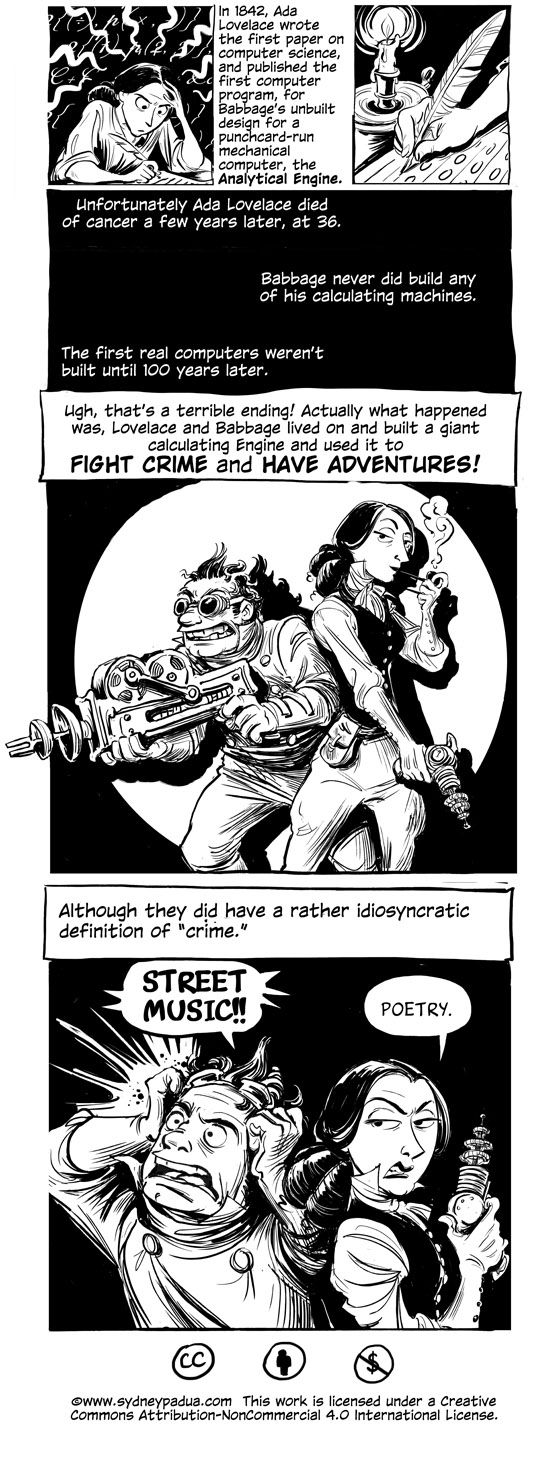 In 1842, Ada
Lovelace wrote
the first paper on
computer science,
and published the
first computer
program, for
Babbage's unbuilt
design for a
punchcard-run
mechanical
computer, the
Analytical Engine.
Unfortunately Ada Lovelace died
of cancer a few years later, at 36.
Babbage never did build any
of his calculating machines.
The first real computers weren't
built until 100 years later.
Ugh, that's a terrible ending! Actually what happened
was, Lovelace and Babbage lived on and built a giant
calculating Engine and used it to
FIGHT CRIME and HAVE ADVENTURES!
Although they did have a rather idiosyncratic
definition of "crime."
STREET
MUSIC!!
POETRY.
CC
$
©www.sydneypadua.com This work is licensed under a Creative
Commons Attribution-NonCommercial 4.0 International License.